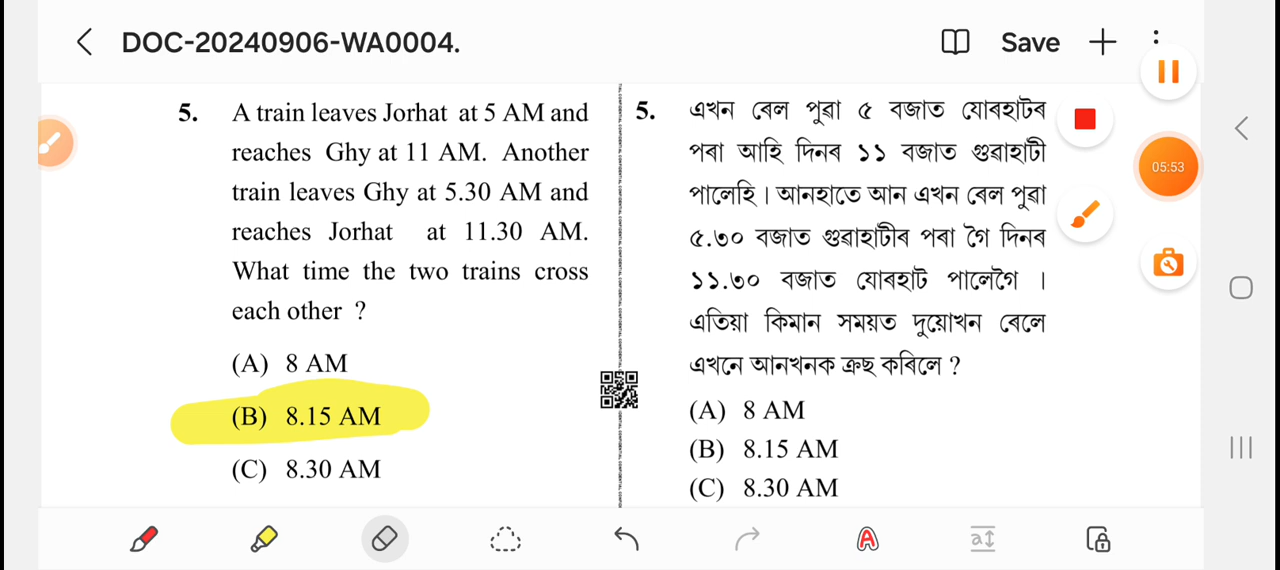 DOC-20240906-WA0004.
Save
05:53
5. A train leaves Jorhat at 5 AM and
reaches Ghy at 11 AM. Another
train leaves Ghy at 5.30 AM and
reaches Jorhat at 11.30 AM.
What time the two trains cross
each other ?
(A) 8 AM
(B) 8.15 AM
(C) 8.30 AM
5. এখন ৰেল পুৱা ৫ বজাত যোৰহাটৰ
পৰা আহি দিনৰ ১১ বজাত গুৱাহাটী
পালেহি। আনহাতে আন এখন ৰেল পুৱা
৫.৩০ বজাত গুৱাহাটীৰ পৰা গৈ দিনৰ
১১.৩০ বজাত যোৰহাট পালেগৈ ।
এতিয়া কিমান সময়ত দুয়োখন ৰেলে
এখনে আনখনক ক্ৰছ কৰিলে ?
(A) 8 AM
(B) 8.15 AM
(C) 8.30 AM